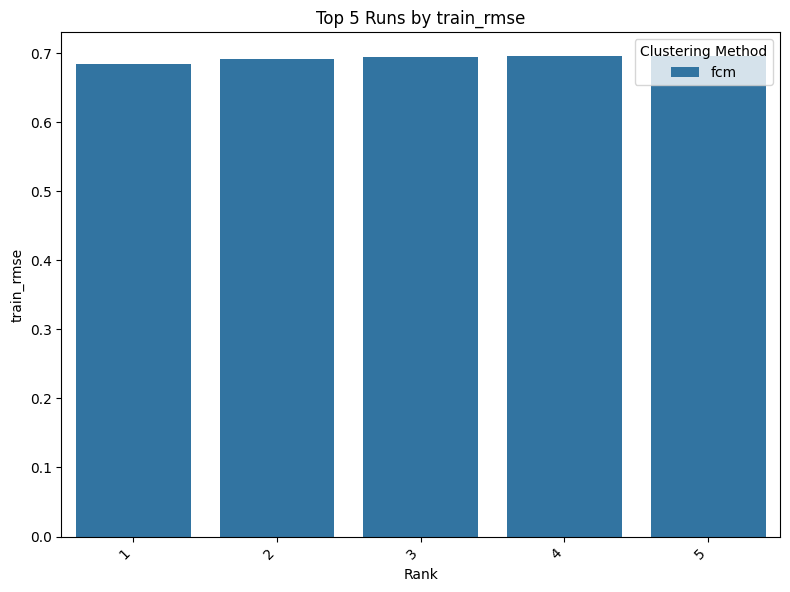 Top 5 Runs by train_rmse
Clustering Method
fcm
train_rmse
0.7
0.6
0.5
0.4
0.3
0.2
0.1
0.0
1 2 3 4 5
Rank